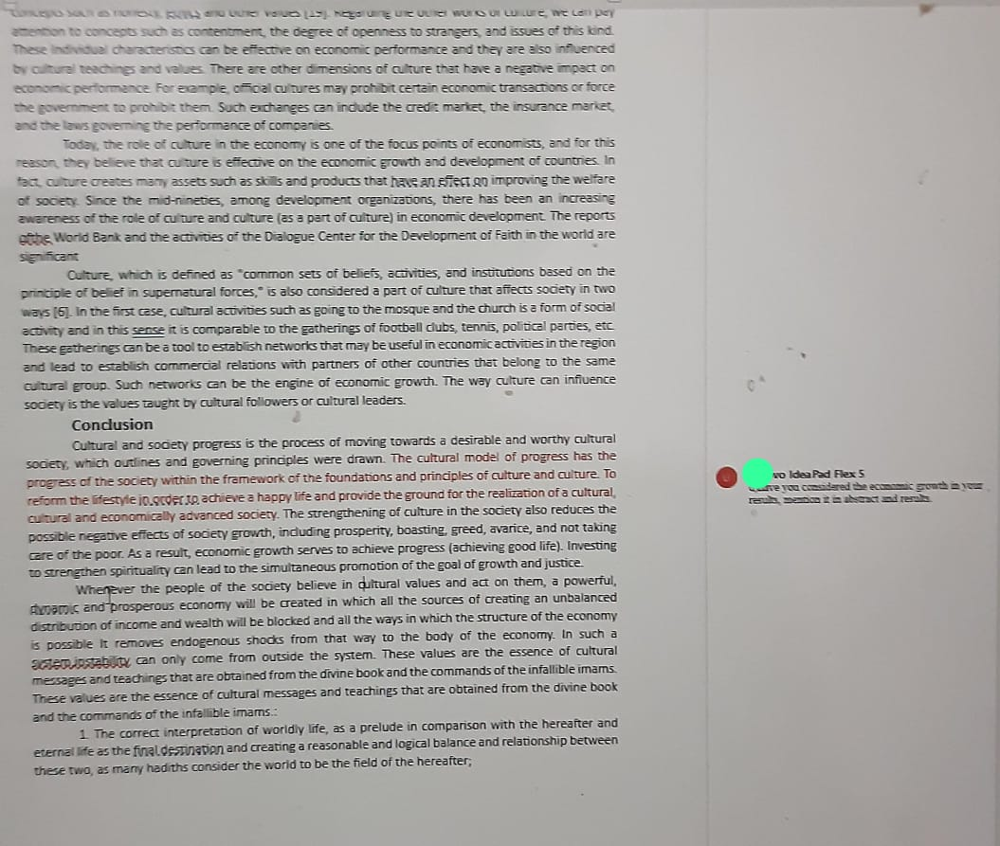 concepts such as honesty, and other values [19]. Regarding the other works of culture, we can pay
attention to concepts such as contentment, the degree of openness to strangers, and issues of this kind.
These individual characteristics can be effective on economic performance and they are also influenced
by cultural teachings and values. There are other dimensions of culture that have a negative impact on
economic performance. For example, official cultures may prohibit certain economic transactions or force
the government to prohibit them. Such exchanges can include the credit market, the insurance market,
and the laws governing the performance of companies.
Today, the role of culture in the economy is one of the focus points of economists, and for this
reason, they believe that culture is effective on the economic growth and development of countries. In
fact, culture creates many assets such as skills and products that have an effect on improving the welfare
of society. Since the mid-nineties, among development organizations, there has been an increasing
awareness of the role of culture and culture (as a part of culture) in economic development. The reports
ofthe World Bank and the activities of the Dialogue Center for the Development of Faith in the world are
significant
Culture, which is defined as "common sets of beliefs, activities, and institutions based on the
principle of belief in supernatural forces," is also considered a part of culture that affects society in two
ways [6]. In the first case, cultural activities such as going to the mosque and the church is a form of social
activity and in this sense it is comparable to the gatherings of football clubs, tennis, political parties, etc.
These gatherings can be a tool to establish networks that may be useful in economic activities in the region
and lead to establish commercial relations with partners of other countries that belong to the same
cultural group. Such networks can be the engine of economic growth. The way culture can influence
society is the values taught by cultural followers or cultural leaders.
Conclusion
Cultural and society progress is the process of moving towards a desirable and worthy cultural
society, which outlines and governing principles were drawn. The cultural model of progress has the
progress of the society within the framework of the foundations and principles of culture and culture. To
reform the lifestyle in order to achieve a happy life and provide the ground for the realization of a cultural,
cultural and economically advanced society. The strengthening of culture in the society also reduces the
possible negative effects of society growth, including prosperity, boasting, greed, avarice, and not taking
care of the poor. As a result, economic growth serves to achieve progress (achieving good life). Investing
to strengthen spirituality can lead to the simultaneous promotion of the goal of growth and justice.
Whenever the people of the society believe in cultural values and act on them, a powerful,
dynamic and prosperous economy will be created in which all the sources of creating an unbalanced
distribution of income and wealth will be blocked and all the ways in which the structure of the economy
is possible It removes endogenous shocks from that way to the body of the economy. In such a
system,instability can only come from outside the system. These values are the essence of cultural
messages and teachings that are obtained from the divine book and the commands of the infallible imams.
These values are the essence of cultural messages and teachings that are obtained from the divine book
and the commands of the infallible imams.:
1. The correct interpretation of worldly life, as a prelude in comparison with the hereafter and
eternal life as the final destination and creating a reasonable and logical balance and relationship between
these two, as many hadiths consider the world to be the field of the hereafter;
vo IdeaPad Flex 5
you considered the economic growth in your
results, mention it in abstract and results.